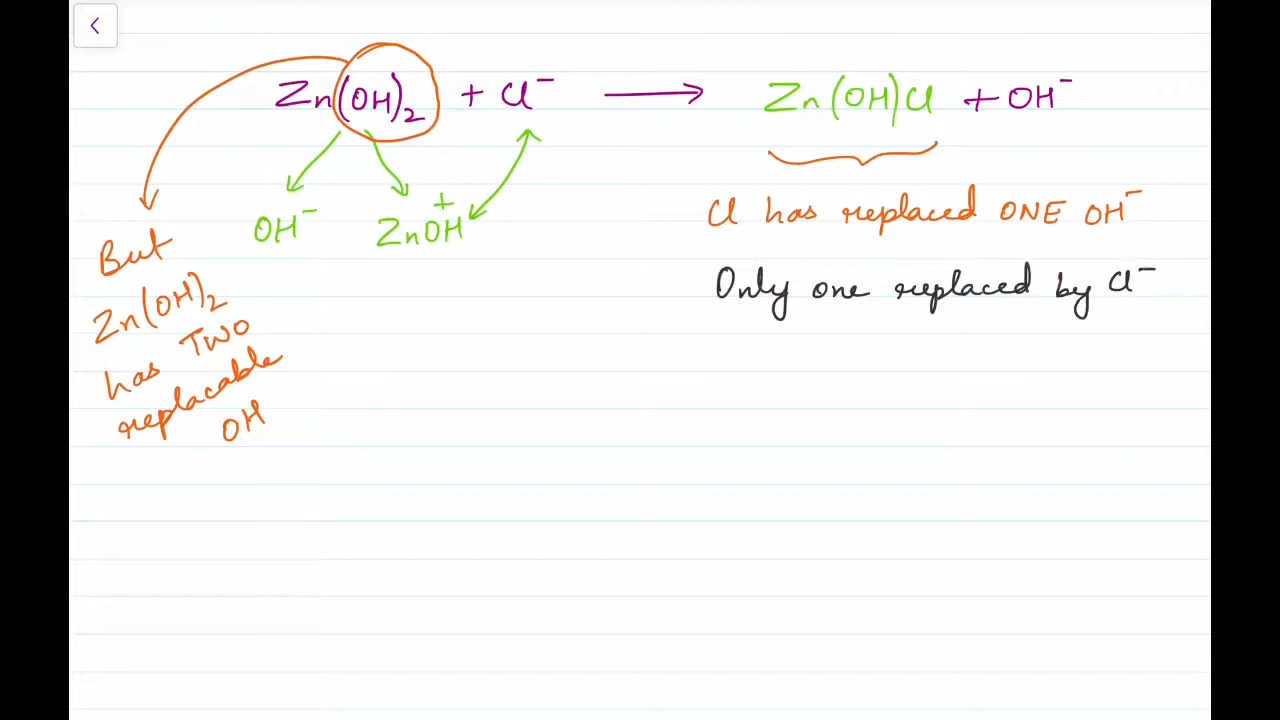 Zn(OH)₂ + Cl⁻ → Zn(OH)Cl + OH⁻
OH⁻
ZnOH⁺
But
Zn(OH)₂
has TWO
replacable
OH
Cl has replaced ONE OH⁻
Only one replaced by Cl⁻